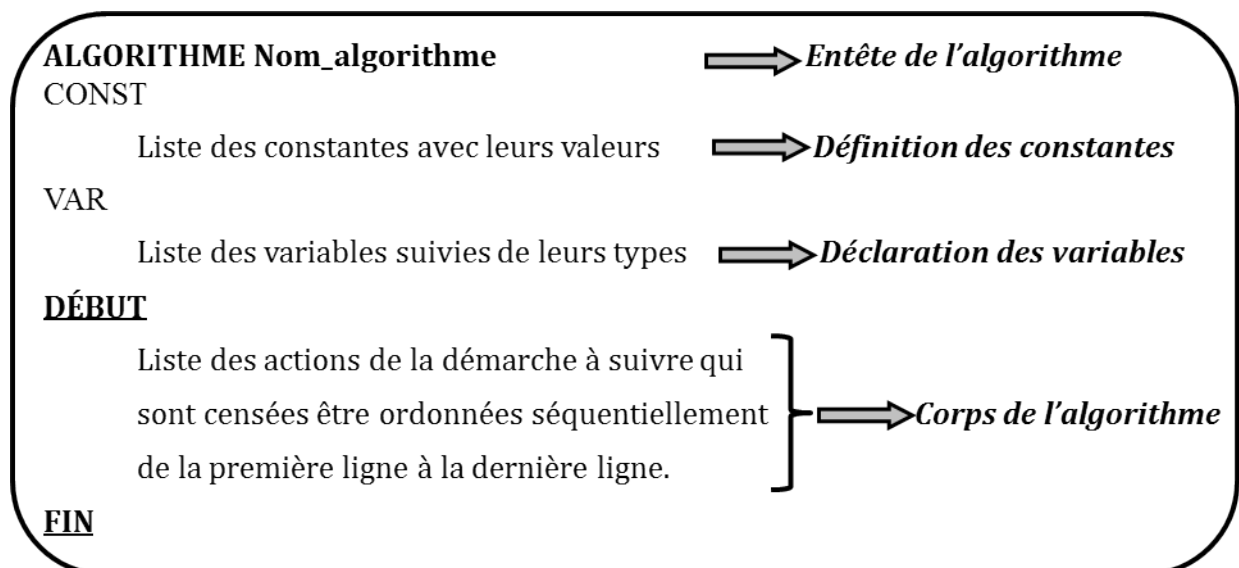 ALGORITHME Nom_algorithme Entête de l'algorithme
CONST
Liste des constantes avec leurs valeurs Définition des constantes
VAR
Liste des variables suivies de leurs types Déclaration des variables
DÉBUT
Liste des actions de la démarche à suivre qui
sont censées être ordonnées séquentiellement Corps de l'algorithme
de la première ligne à la dernière ligne.
FIN